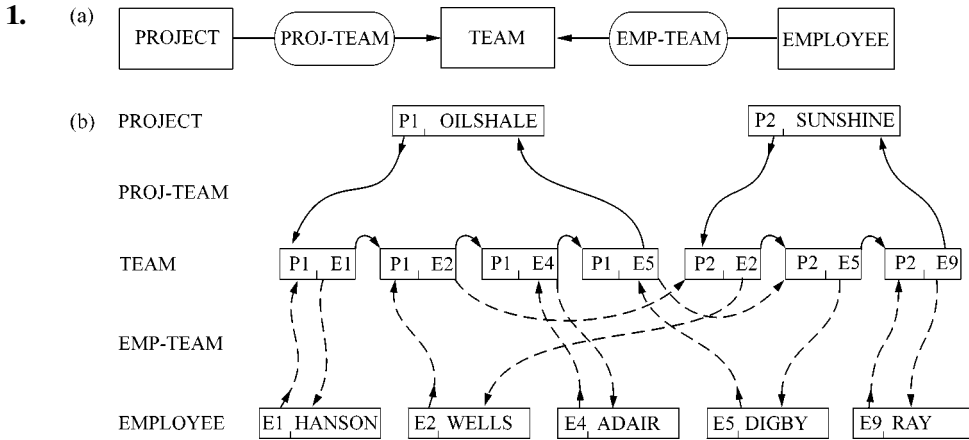 1. (a) PROJECT PROJ-TEAM TEAM EMP-TEAM EMPLOYEE
(b) PROJECT P1 OILSHALE P2 SUNSHINE
PROJ-TEAM
TEAM P1 E1 P1 E2 P1 E4 P1 E5 P2 E2 P2 E5 P2 E9
EMP-TEAM
EMPLOYEE E1 HANSON E2 WELLS E4 ADAIR E5 DIGBY E9 RAY